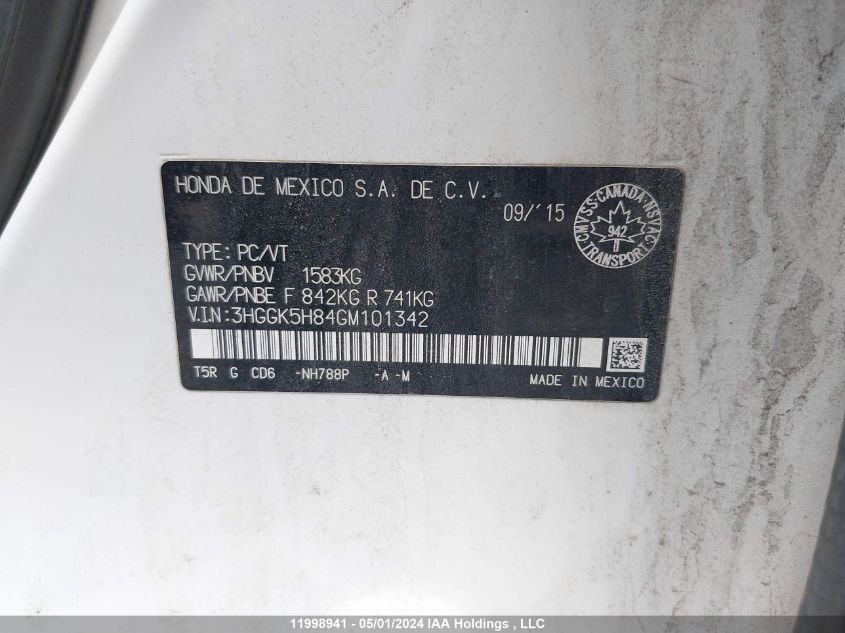 HONDA DE MEXICO S.A. DE C.V.
09/'15
CMVSS·CANADA·NSVAC
942
TRANSPORT
TYPE: PC/VT
GVWR/PNBV 1583KG
GAWR/PNBE F 842KG R 741KG
V.IN:3HGGK5H84GM101342
T5R G CD6 -NH788P -A -M
MADE IN MEXICO
11998941 - 05/01/2024 IAA Holdings , LLC